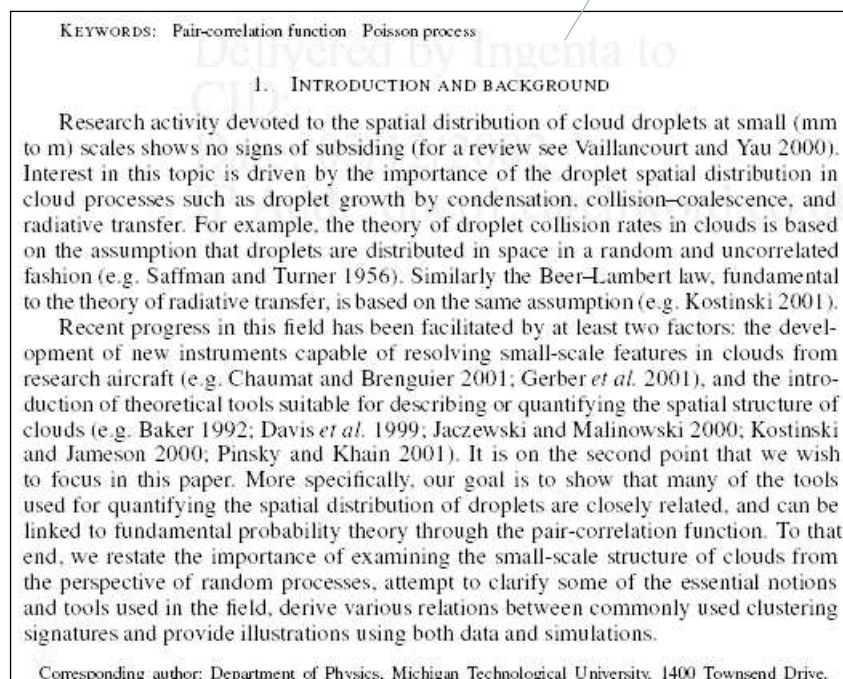 KEYWORDS: Pair-correlation function Poisson process
Delivered by Ingenta to
CID
1. INTRODUCTION AND BACKGROUND
Research activity devoted to the spatial distribution of cloud droplets at small (mm
to m) scales shows no signs of subsiding (for a review see Vaillancourt and Yau 2000).
Interest in this topic is driven by the importance of the droplet spatial distribution in
cloud processes such as droplet growth by condensation, collision–coalescence, and
radiative transfer. For example, the theory of droplet collision rates in clouds is based
on the assumption that droplets are distributed in space in a random and uncorrelated
fashion (e.g. Saffman and Turner 1956). Similarly the Beer–Lambert law, fundamental
to the theory of radiative transfer, is based on the same assumption (e.g. Kostinski 2001).
Recent progress in this field has been facilitated by at least two factors: the devel-
opment of new instruments capable of resolving small-scale features in clouds from
research aircraft (e.g. Chaumat and Brenguier 2001; Gerber et al. 2001), and the intro-
duction of theoretical tools suitable for describing or quantifying the spatial structure of
clouds (e.g. Baker 1992; Davis et al. 1999; Jaczewski and Malinowski 2000; Kostinski
and Jameson 2000; Pinsky and Khain 2001). It is on the second point that we wish
to focus in this paper. More specifically, our goal is to show that many of the tools
used for quantifying the spatial distribution of droplets are closely related, and can be
linked to fundamental probability theory through the pair-correlation function. To that
end, we restate the importance of examining the small-scale structure of clouds from
the perspective of random processes, attempt to clarify some of the essential notions
and tools used in the field, derive various relations between commonly used clustering
signatures and provide illustrations using both data and simulations.
Corresponding author: Department of Physics, Michigan Technological University, 1400 Townsend Drive,